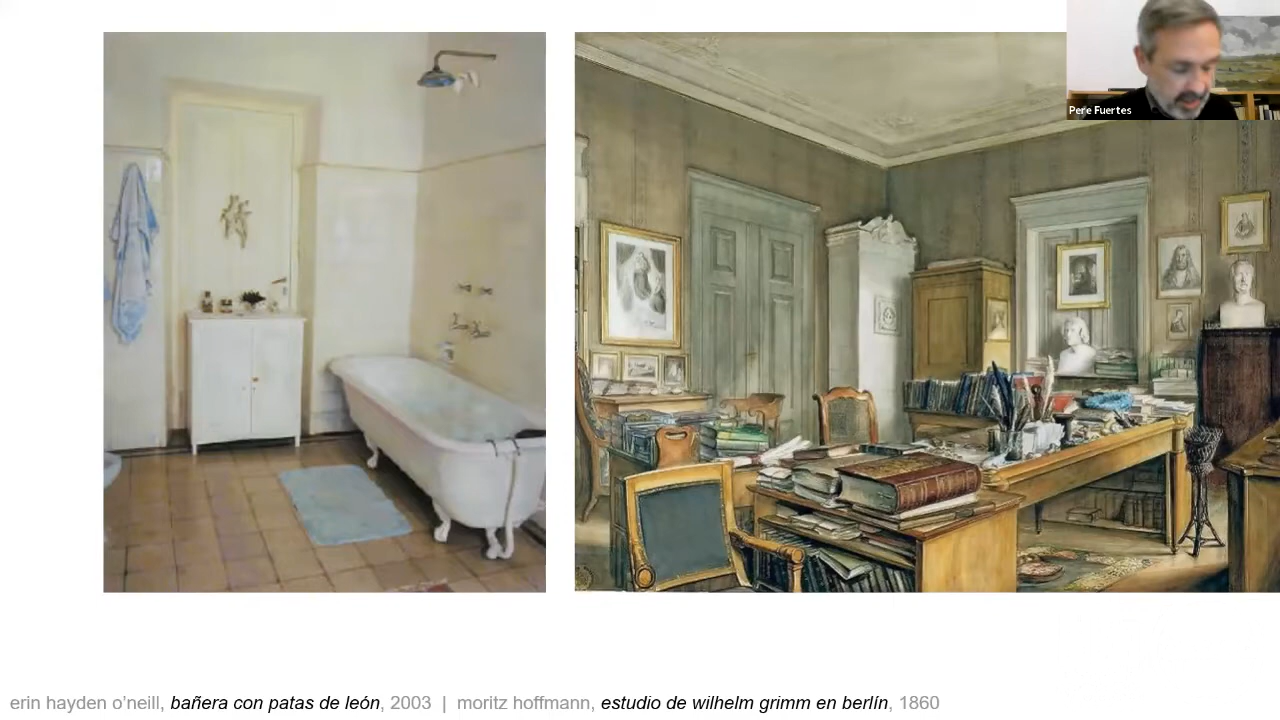 Pere Fuertes
erin hayden o'neill, bañera con patas de león, 2003 | moritz hoffmann, estudio de wilhelm grimm en berlín, 1860